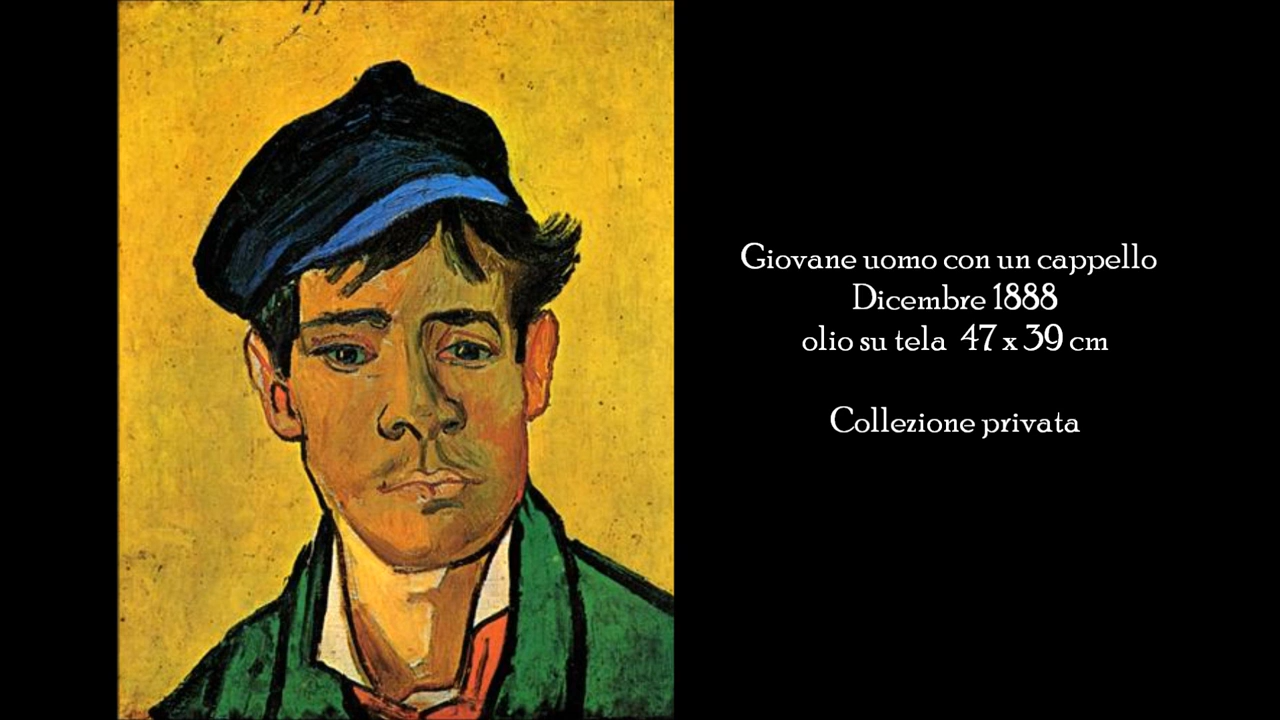 Giovane uomo con un cappello
Dicembre 1888
olio su tela 47 x 39 cm
Collezione privata